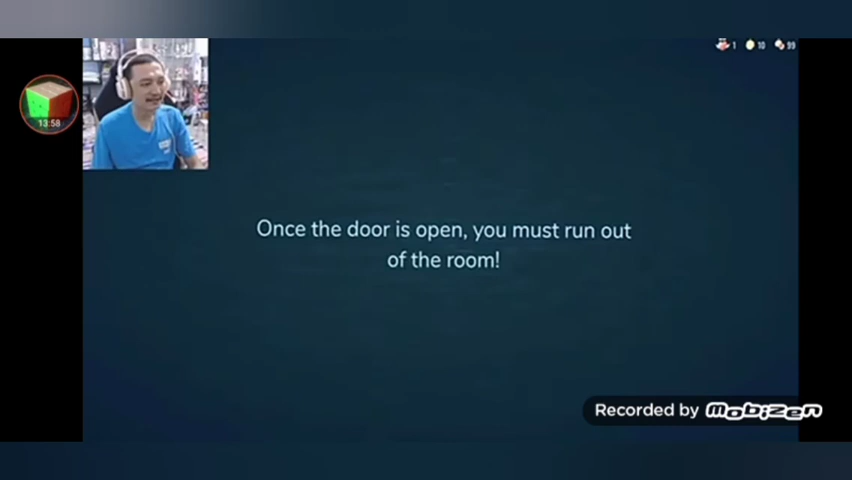 1 10 99
13:58
Once the door is open, you must run out
of the room!
Recorded by Mobizen